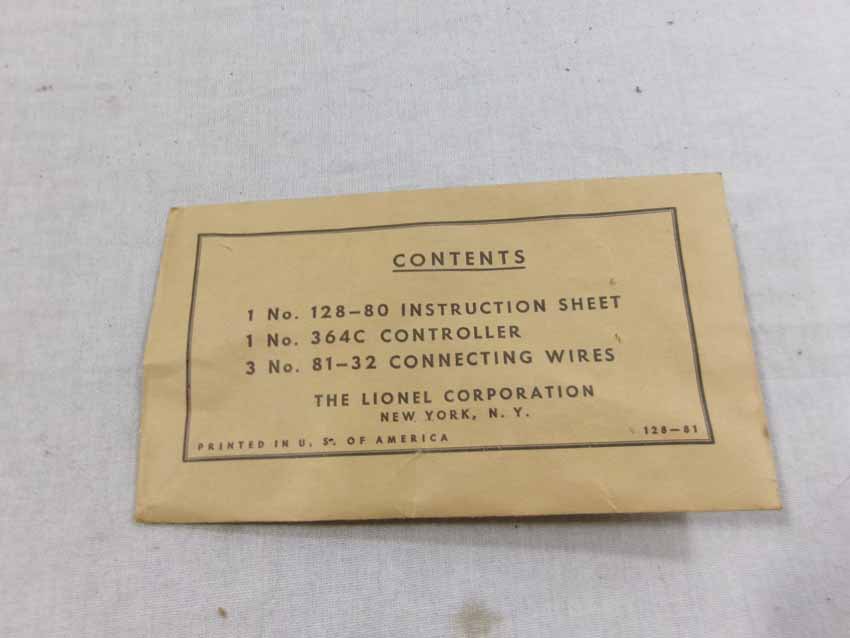 CONTENTS
1 No. 128-80 INSTRUCTION SHEET
1 No. 364C CONTROLLER
3 No. 81-32 CONNECTING WIRES
THE LIONEL CORPORATION
NEW YORK, N. Y.
PRINTED IN U. S. OF AMERICA
128-81